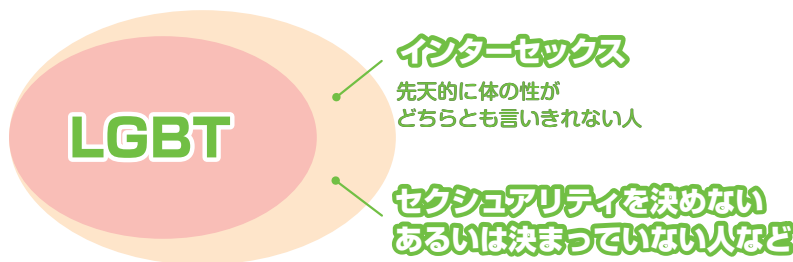 LGBT
インターセックス
先天的に体の性が
どちらとも言いきれない人
セクシュアリティを決めない
あるいは決まっていない人など